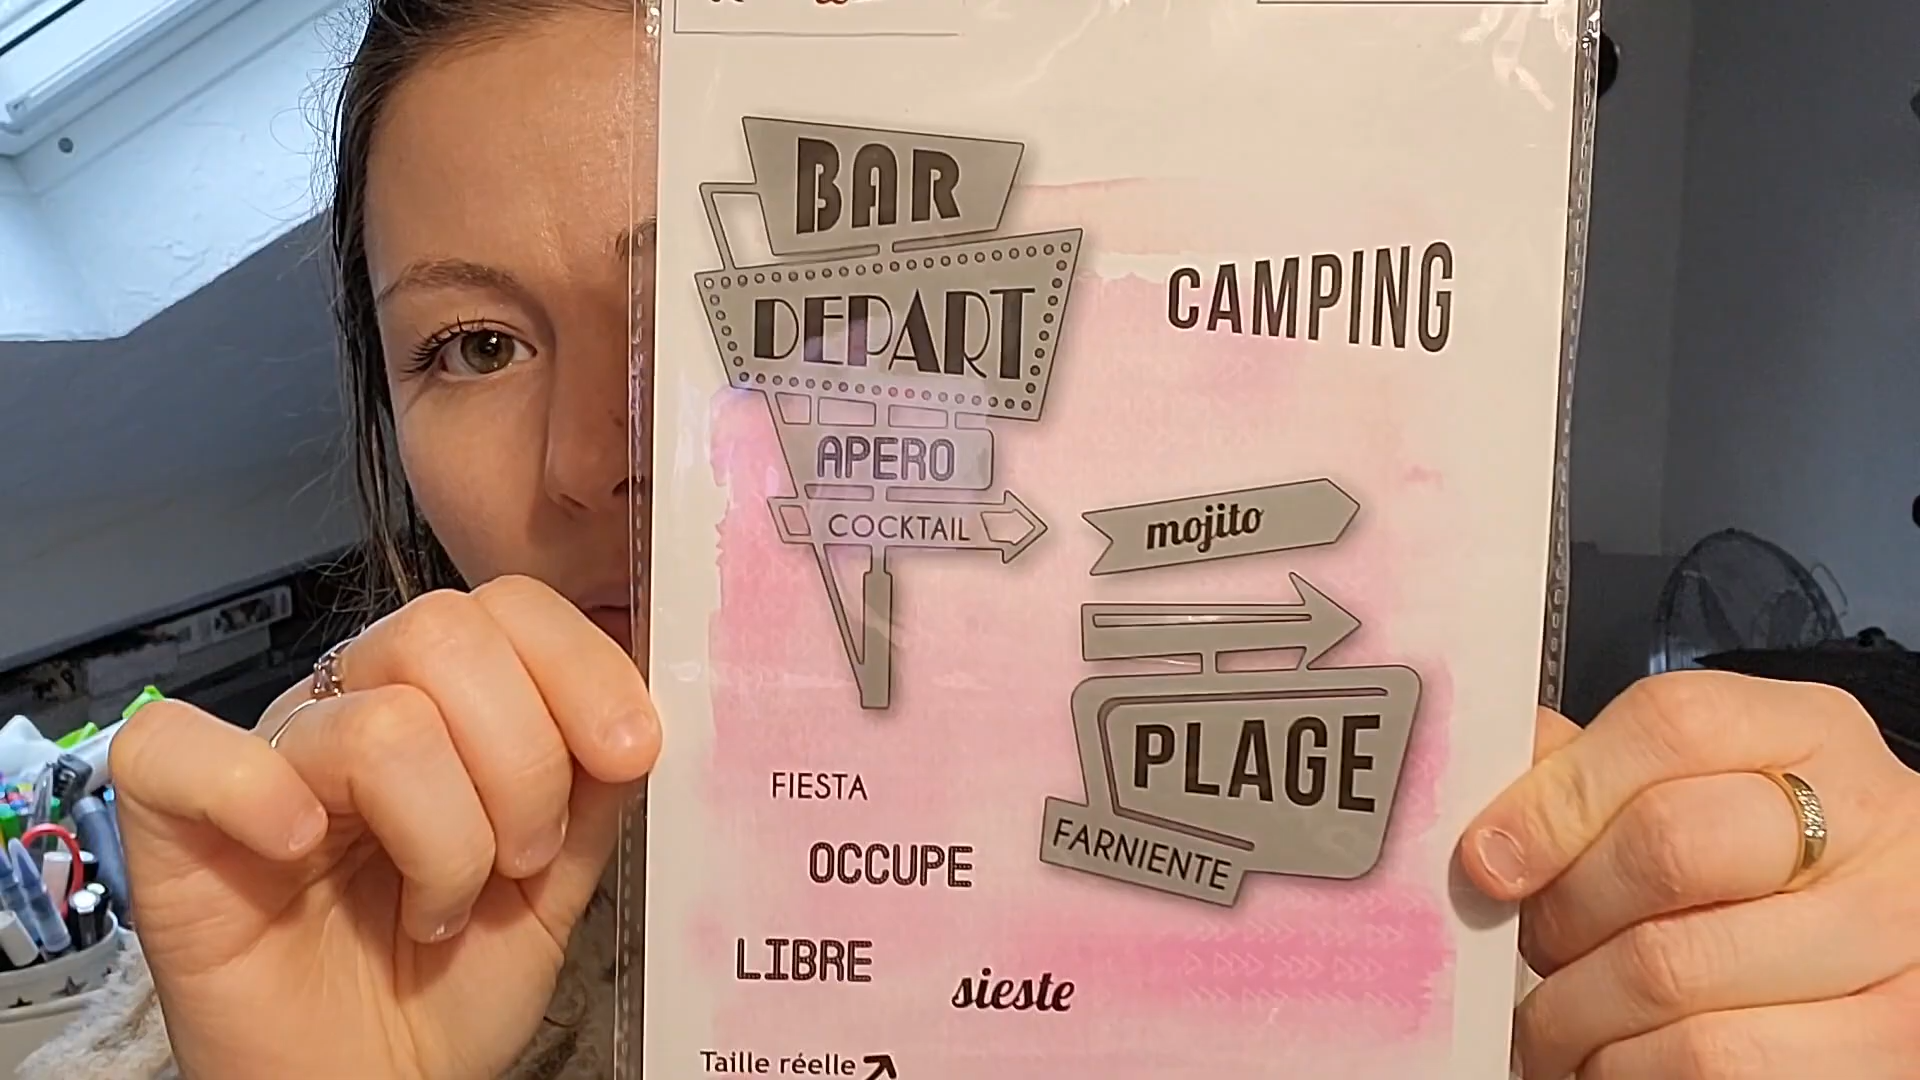 BAR
DEPART
APERO
COCKTAIL
CAMPING
mojito
PLAGE
FARNIENTE
FIESTA
OCCUPE
LIBRE
sieste
Taille réelle